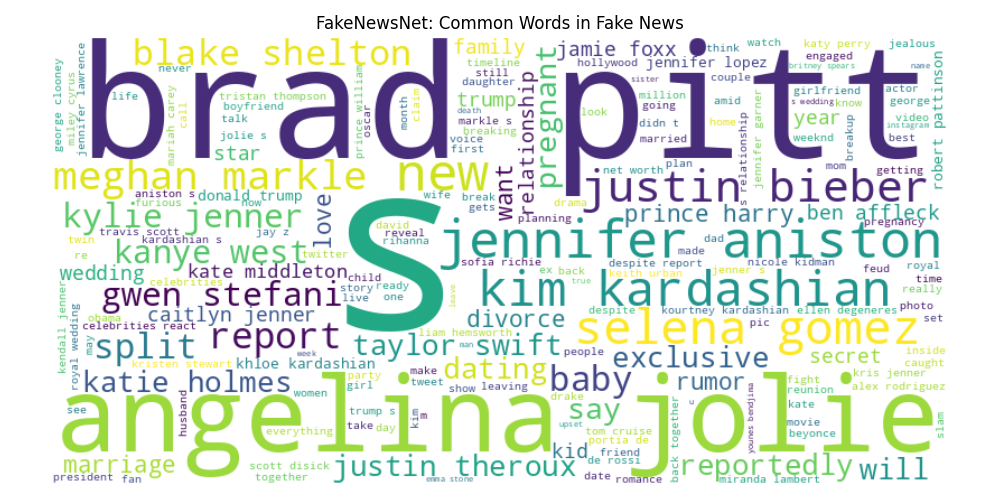 FakeNewsNet: Common Words in Fake News
brad pitt
blake shelton
family
timeline
still
daughter
jamie foxx
think
watch
katy perry
jealous
hollywood
jennifer lopez
engaged
britney spears
name
george clooney
miley cyrus
jennifer lawrence
never
life
tristan thompson
boyfriend
talk
mariah carey
call
prince william
oscar
month
claim
death
trump
markle s
breaking
voice
first
relationship
pregnant
sister
couple
million
going
look
didn t
married
amid
home
girlfriend
s wedding
know
actor
george
year
video
instagram
weeknd
best
breakup
robert pattinson
jolie s
star
meghan markle new
want
net worth
plan
s relationship
jennifer garner
mom
getting
aniston s
donald trump
wife
break
drama
justin bieber
furious
now
gets
planning
kylie jenner
travis scott
jay z
love
david
reveal
rihanna
prince harry
ben affleck
pregnancy
twin
kardashian s
twitter
re
kanye west
s
jennifer aniston
sofia richie
made
dad
nicole kidman
feud
royal
wedding
kate middleton
child
ex
back
despite report
keith urban
jenner s
time
really
celebrities
story
ready
live
one
leave
true
kim kardashian
gwen stefani
obama
caitlyn jenner
divorce
despite
kourtney kardashian
ellen degeneres
photo
pic
set
kendall jenner
celebrities react
report
liam hemsworth
selena gomez
royal wedding
may
split
taylor swift
man
people
exclusive
secret
inside
caught
kristen stewart
week
khloe kardashian
dating
make
tweet
party
girl
women
katie holmes
baby
rumor
fight
reunion
kris jenner
alex rodriguez
show
leaving
see
husband
angelina jolie
drake
say
c
kate
movie
beyonce
slam
trump s
take
day
kim
m
everything
upset
tom cruise
portia de
de rossi
back together
younes bendjima
kid
friend
marriage
scott disick
together
justin theroux
reportedly
will
president
fan
emma stone
date
romance
miranda lambert